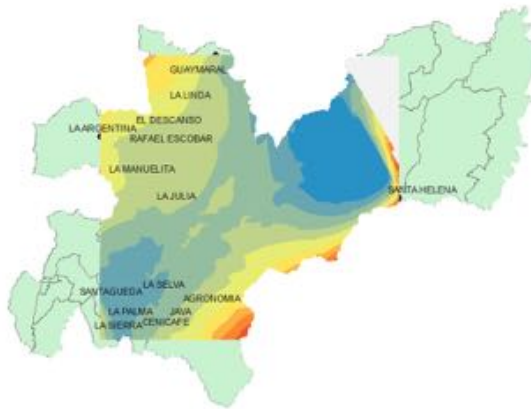 GUAYMARAL
LA LINDA
EL DESCANSO
LA ARGENTINA
RAFAEL ESCOBAR
LA MANUELITA
LA JULIA
SANTA HELENA
LA SELVA
SANTAGUEDA
AGRONOMIA
LA PALMA
JAVA
LA SIERRA
CENICAFE